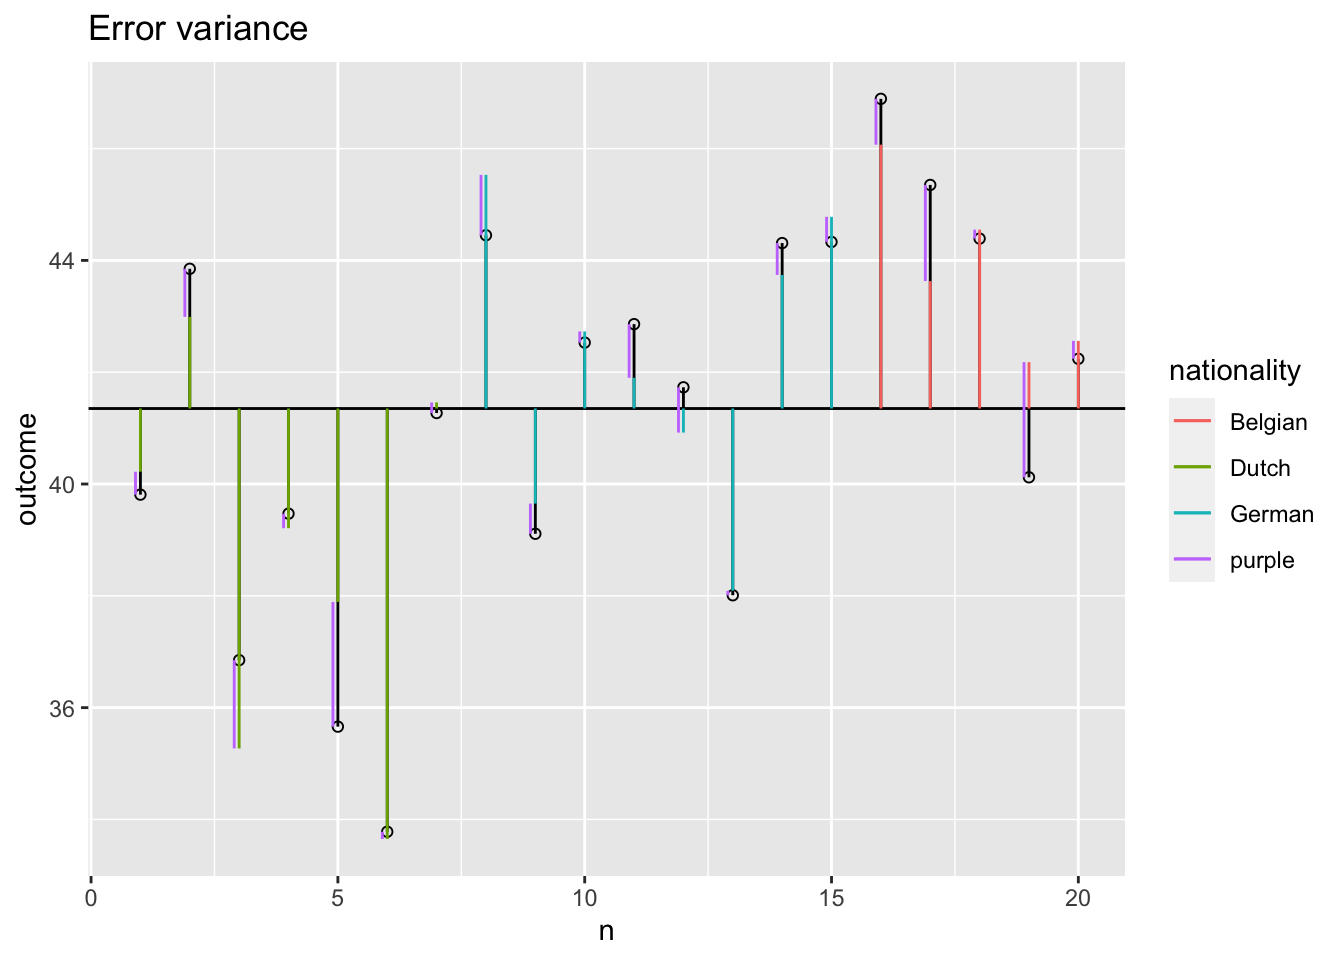 Error variance
outcome
44
40
36
0
5
10
15
20
n
nationality
Belgian
Dutch
German
purple